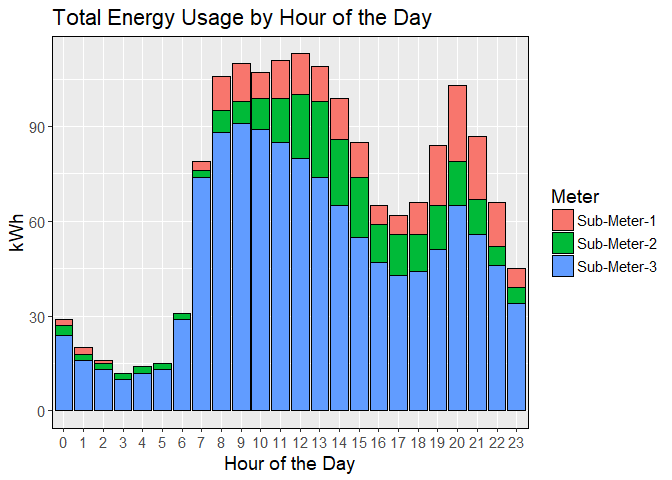 Total Energy Usage by Hour of the Day
90
60
30
0
kWh
0 1 2 3 4 5 6 7 8 9 10 11 12 13 14 15 16 17 18 19 20 21 22 23
Hour of the Day
Meter
Sub-Meter-1
Sub-Meter-2
Sub-Meter-3